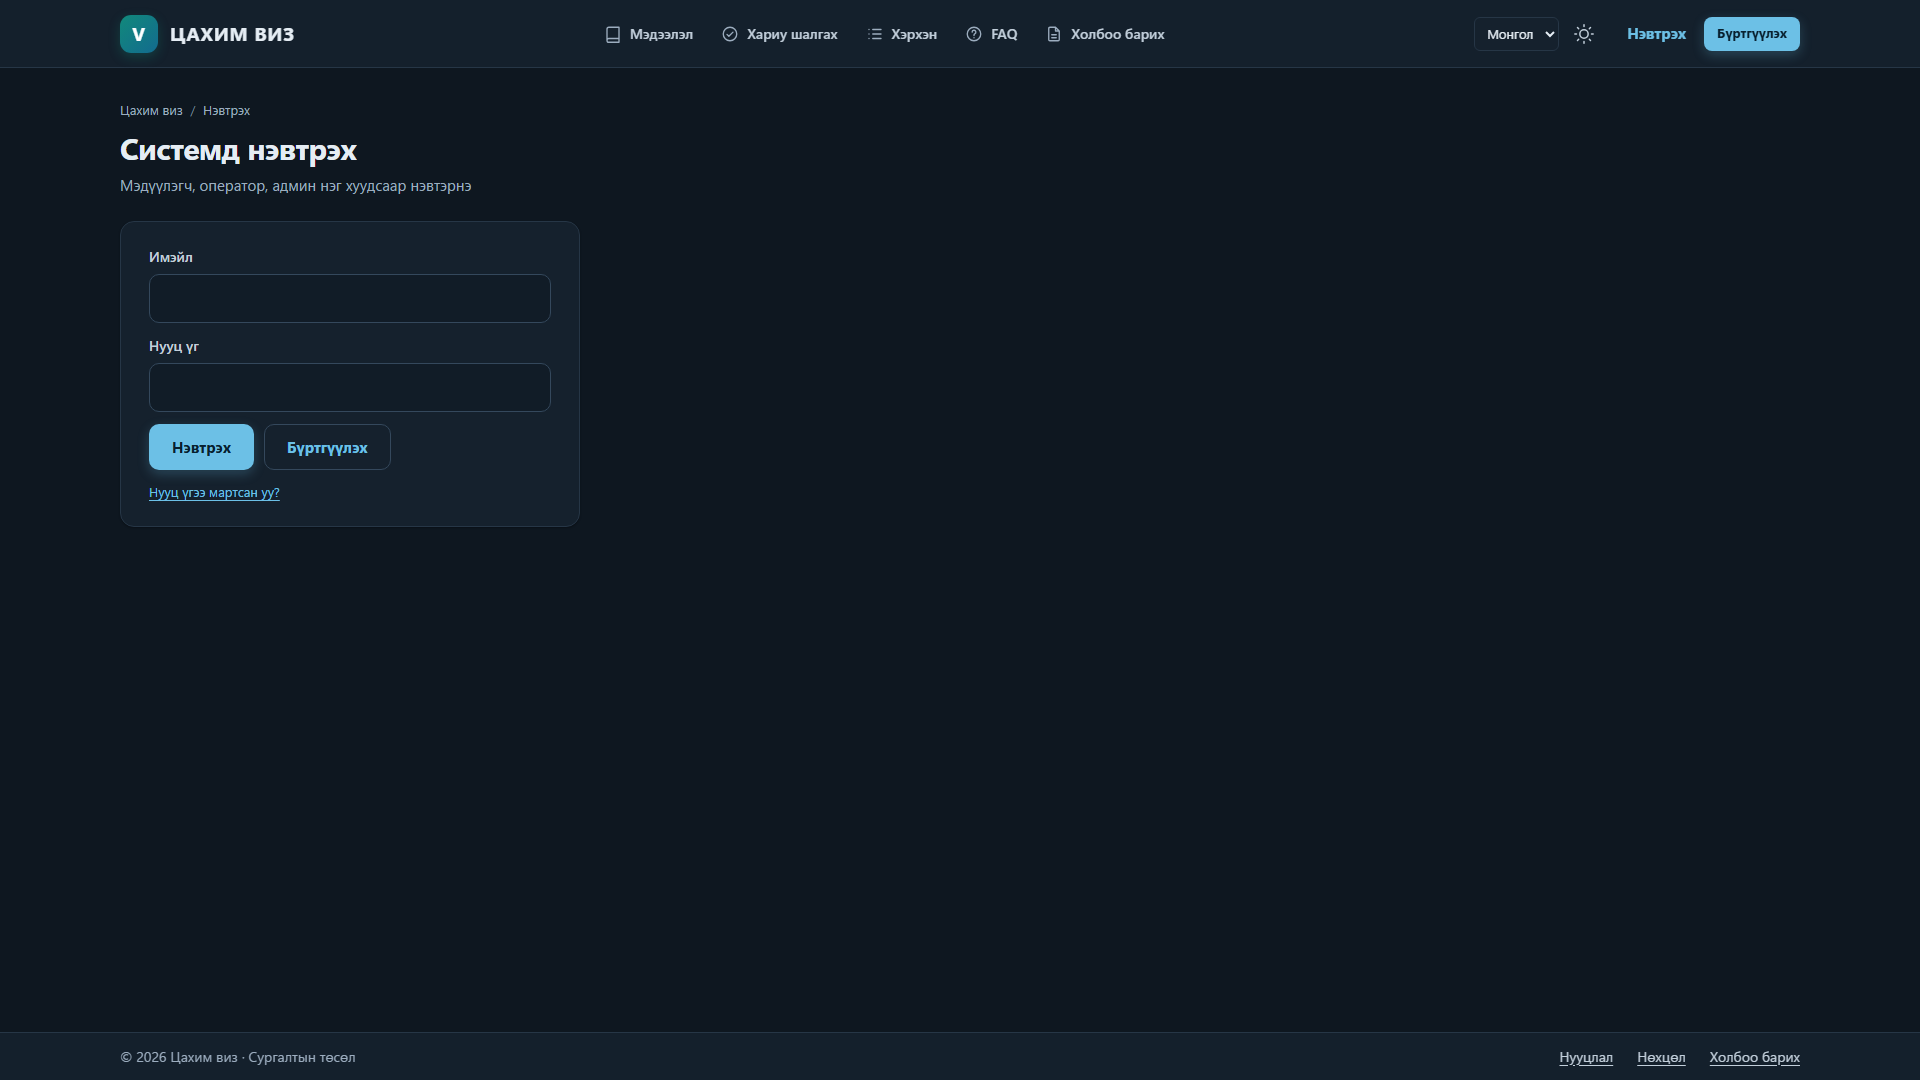 V ЦАХИМ ВИЗ
Мэдээлэл
Хариу шалгах
Хэрхэн
FAQ
Холбоо барих
Монгол
Нэвтрэх
Бүртгүүлэх
Цахим виз / Нэвтрэх
Системд нэвтрэх
Мэдүүлэгч, оператор, админ нэг хуудсаар нэвтэрнэ
Имэйл
Нууц үг
Нэвтрэх
Бүртгүүлэх
Нууц үгээ мартсан уу?
© 2026 Цахим виз · Сургалтын төсөл
Нууцлал
Нөхцөл
Холбоо барих